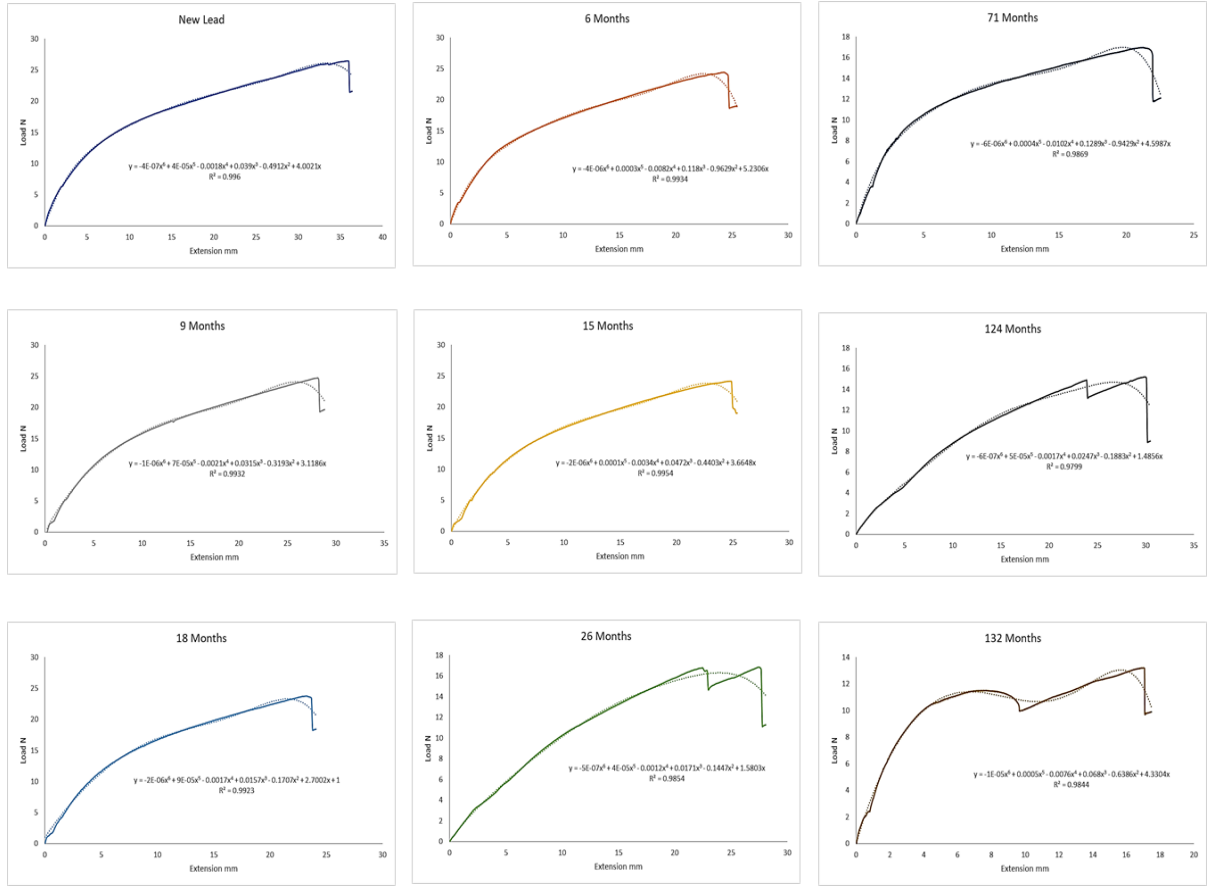 New Lead
30
25
20
15
10
5
0
Load N
y = -4E-07x⁶ + 4E-05x⁵ - 0.0018x⁴ + 0.039x³ - 0.4912x² + 4.0021x
R² = 0.996
0 5 10 15 20 25 30 35 40
Extension mm
6 Months
30
25
20
15
10
5
0
Load N
y = -4E-06x⁶ + 0.0003x⁵ - 0.0082x⁴ + 0.118x³ - 0.9629x² + 5.2306x
R² = 0.9934
0 5 10 15 20 25 30
Extension mm
71 Months
18
16
14
12
10
8
6
4
2
0
Load N
y = -6E-06x⁶ + 0.0004x⁵ - 0.0102x⁴ + 0.1289x³ - 0.9429x² + 4.5987x
R² = 0.9869
0 5 10 15 20 25
Extension mm
9 Months
30
25
20
15
10
5
0
Load N
y = -1E-06x⁶ + 7E-05x⁵ - 0.0021x⁴ + 0.0315x³ - 0.3193x² + 3.1186x
R² = 0.9932
0 5 10 15 20 25 30 35
Extension mm
15 Months
30
25
20
15
10
5
0
Load N
y = -2E-06x⁶ + 0.0001x⁵ - 0.0034x⁴ + 0.0472x³ - 0.4403x² + 3.6648x
R² = 0.9954
0 5 10 15 20 25 30
Extension mm
124 Months
18
16
14
12
10
8
6
4
2
0
Load N
y = -6E-07x⁶ + 5E-05x⁵ - 0.0017x⁴ + 0.0247x³ - 0.1883x² + 1.4856x
R² = 0.9799
0 5 10 15 20 25 30 35
Extension mm
18 Months
30
25
20
15
10
5
0
Load N
y = -2E-06x⁶ + 9E-05x⁵ - 0.0017x⁴ + 0.0157x³ - 0.1707x² + 2.7002x + 1
R² = 0.9923
0 5 10 15 20 25 30
Extension mm
26 Months
18
16
14
12
10
8
6
4
2
0
Load N
y = -5E-07x⁶ + 4E-05x⁵ - 0.0012x⁴ + 0.0171x³ - 0.1447x² + 1.5803x
R² = 0.9854
0 5 10 15 20 25 30
Extension mm
132 Months
14
12
10
8
6
4
2
0
Load N
y = -1E-05x⁶ + 0.0005x⁵ - 0.0076x⁴ + 0.068x³ - 0.6386x² + 4.3304x
R² = 0.9844
0 2 4 6 8 10 12 14 16 18 20
Extension mm